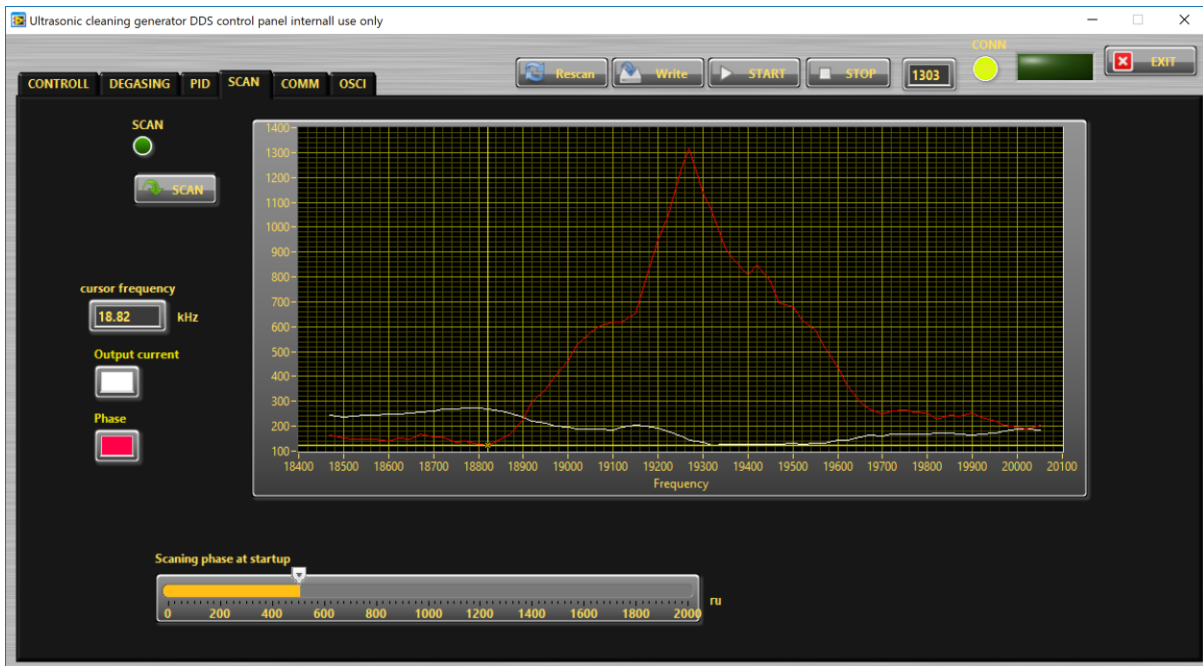 Ultrasonic cleaning generator DDS control panel internall use only
CONN
Rescan Write START STOP 1303 EXIT
CONTROLL DEGASING PID SCAN COMM OSCI
SCAN
SCAN
cursor frequency
18.82 kHz
Output current
Phase
1400
1300
1200
1100
1000
900
800
700
600
500
400
300
200
100
18400 18500 18600 18700 18800 18900 19000 19100 19200 19300 19400 19500 19600 19700 19800 19900 20000 20100
Frequency
Scaning phase at startup
0 200 400 600 800 1000 1200 1400 1600 1800 2000 ru